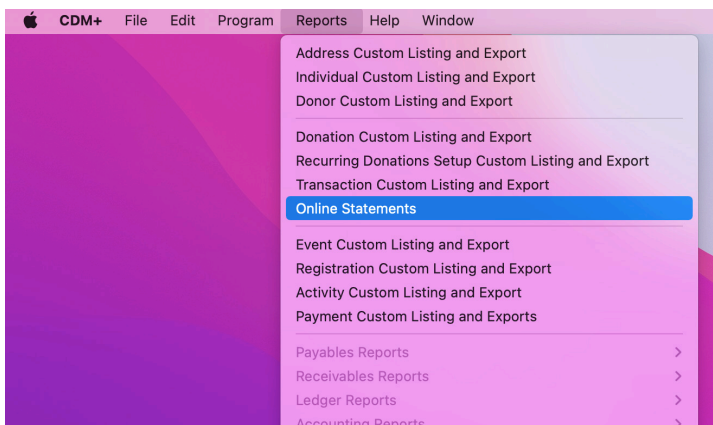 CDM+ File Edit Program Reports Help Window
Address Custom Listing and Export
Individual Custom Listing and Export
Donor Custom Listing and Export
Donation Custom Listing and Export
Recurring Donations Setup Custom Listing and Export
Transaction Custom Listing and Export
Online Statements
Event Custom Listing and Export
Registration Custom Listing and Export
Activity Custom Listing and Export
Payment Custom Listing and Exports
Payables Reports
Receivables Reports
Ledger Reports
Accounting Reports